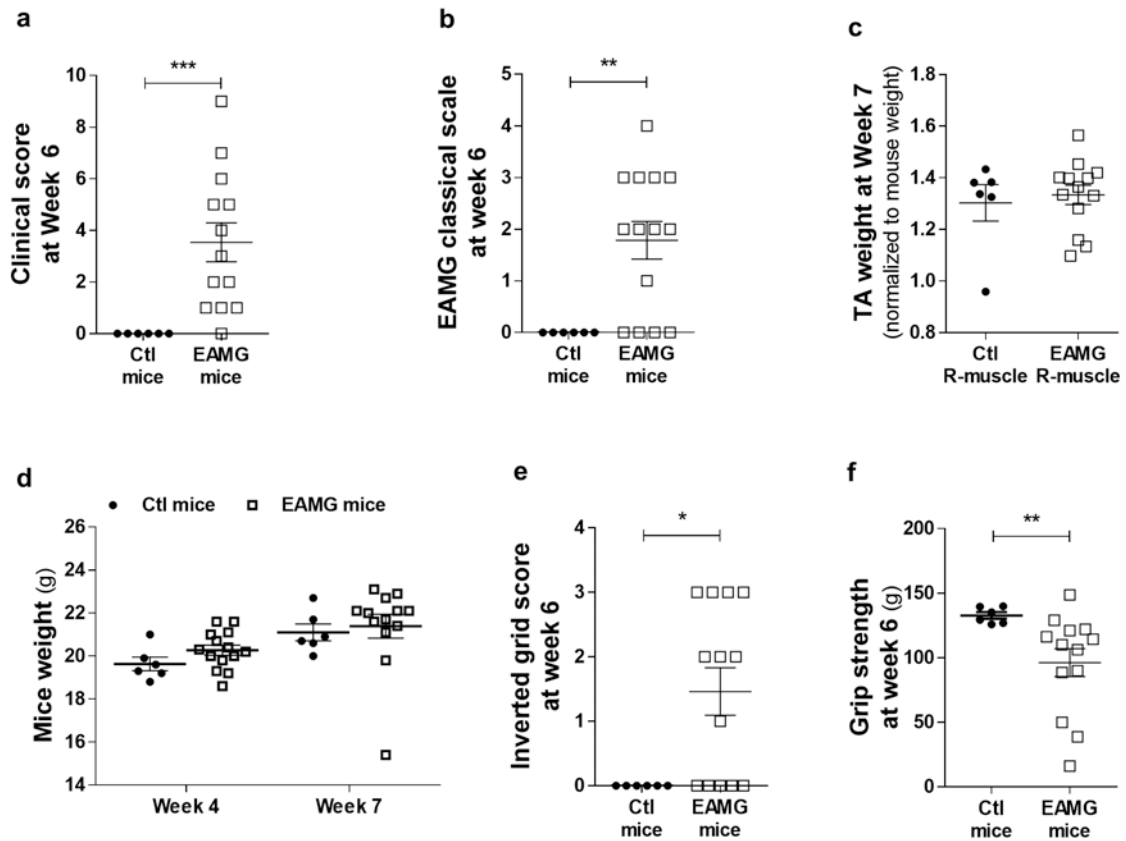 a
Clinical score
at Week 6
***
10
8
6
4
2
0
Ctl
mice
EAMG
mice
b
EAMG classical scale
at week 6
**
5
4
3
2
1
0
Ctl
mice
EAMG
mice
c
TA weight at Week 7
(normalized to mouse weight)
1.8
1.6
1.4
1.2
1.0
0.8
Ctl
R-muscle
EAMG
R-muscle
d
Ctl mice
EAMG mice
Mice weight (g)
26
24
22
20
18
16
14
Week 4
Week 7
e
Inverted grid score
at week 6
*
4
3
2
1
0
Ctl
mice
EAMG
mice
f
Grip strength
at week 6 (g)
**
200
150
100
50
0
Ctl
mice
EAMG
mice